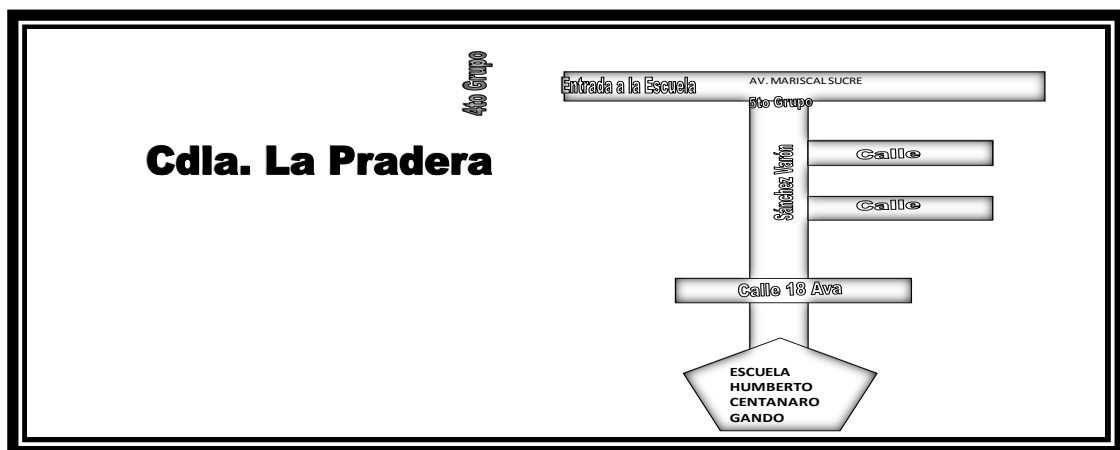 4to Grupo
Entrada a la Escuela
AV. MARISCAL SUCRE
5to Grupo
Cdla. La Pradera
Sánchez Varón
Calle
Calle
Calle 18 Ava
ESCUELA
HUMBERTO
CENTANARO
GANDO